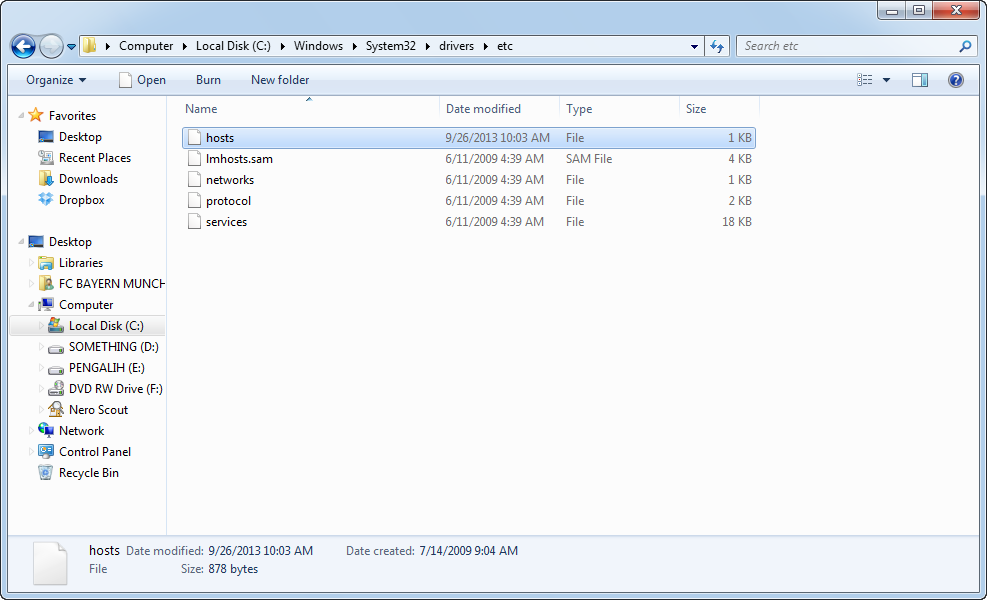 Computer Local Disk (C:) Windows System32 drivers etc Search etc
Organize Open Burn New folder
Name Date modified Type Size
Favorites
Desktop
Recent Places
Downloads
Dropbox
Desktop
Libraries
FC BAYERN MUNCH
Computer
Local Disk (C:)
SOMETHING (D:)
PENGALIH (E:)
DVD RW Drive (F:)
Nero Scout
Network
Control Panel
Recycle Bin
hosts 9/26/2013 10:03 AM File 1 KB
lmhosts.sam 6/11/2009 4:39 AM SAM File 4 KB
networks 6/11/2009 4:39 AM File 1 KB
protocol 6/11/2009 4:39 AM File 2 KB
services 6/11/2009 4:39 AM File 18 KB
hosts Date modified: 9/26/2013 10:03 AM Date created: 7/14/2009 9:04 AM
File Size: 878 bytes